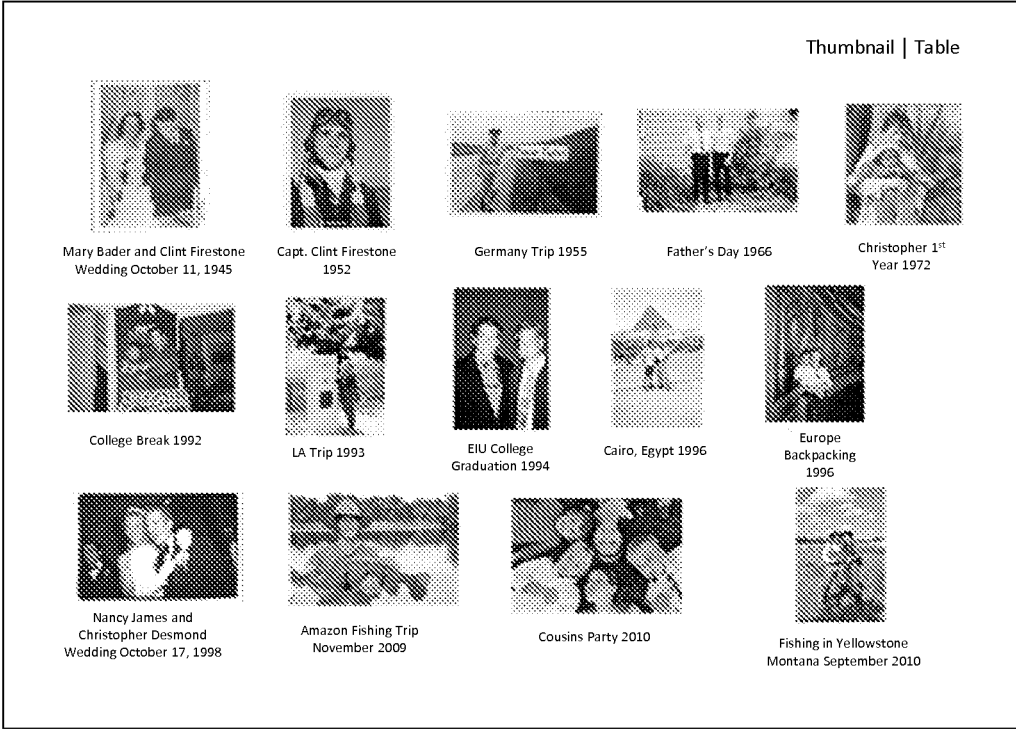 Thumbnail | Table
Mary Bader and Clint Firestone
Wedding October 11, 1945
Capt. Clint Firestone
1952
Germany Trip 1955
Father's Day 1966
Christopher 1st
Year 1972
College Break 1992
LA Trip 1993
EIU College
Graduation 1994
Cairo, Egypt 1996
Europe
Backpacking
1996
Nancy James and
Christopher Desmond
Wedding October 17, 1998
Amazon Fishing Trip
November 2009
Cousins Party 2010
Fishing in Yellowstone
Montana September 2010